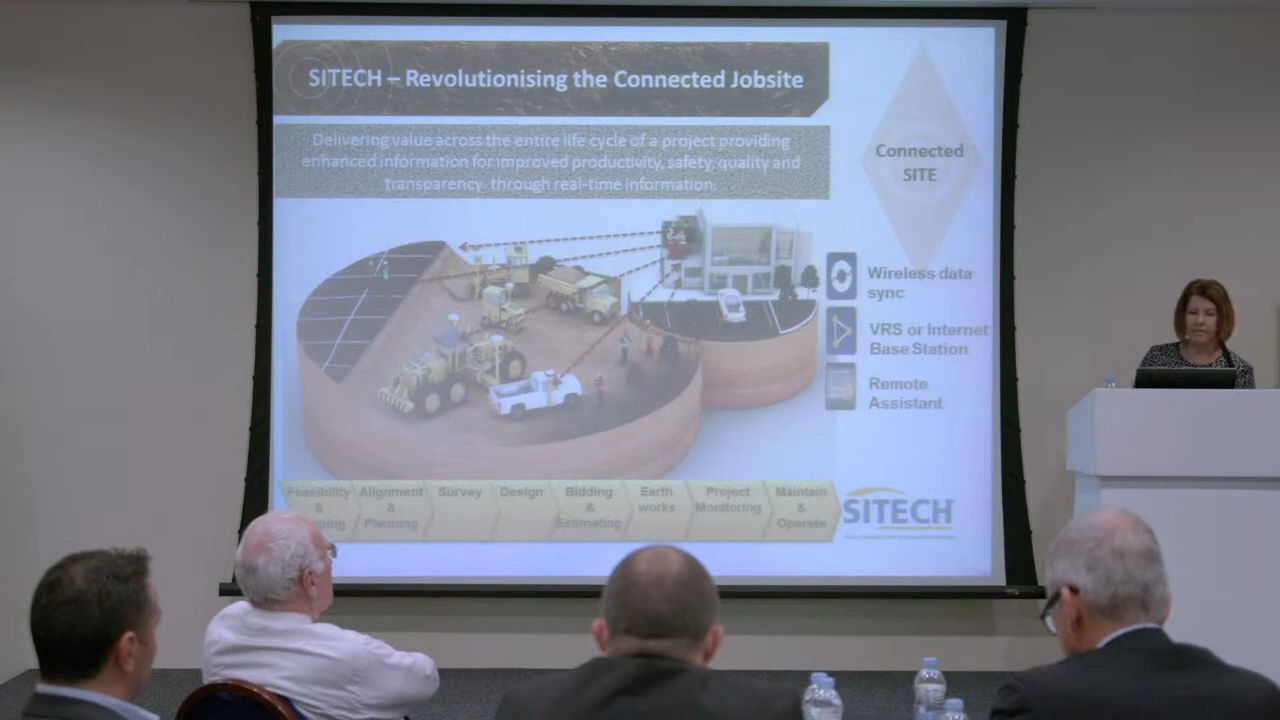 SITECH – Revolutionising the Connected Jobsite
Delivering value across the entire life cycle of a project providing
enhanced information for improved productivity, safety, quality and
transparency through real-time information.
Connected
SITE
Wireless data
sync
VRS or Internet
Base Station
Remote
Assistant
Feasibility
&
Alignment
&
Planning
Survey
Design
Bidding
&
Estimating
Earth
works
Project
Monitoring
Maintain
&
Operate
SITECH